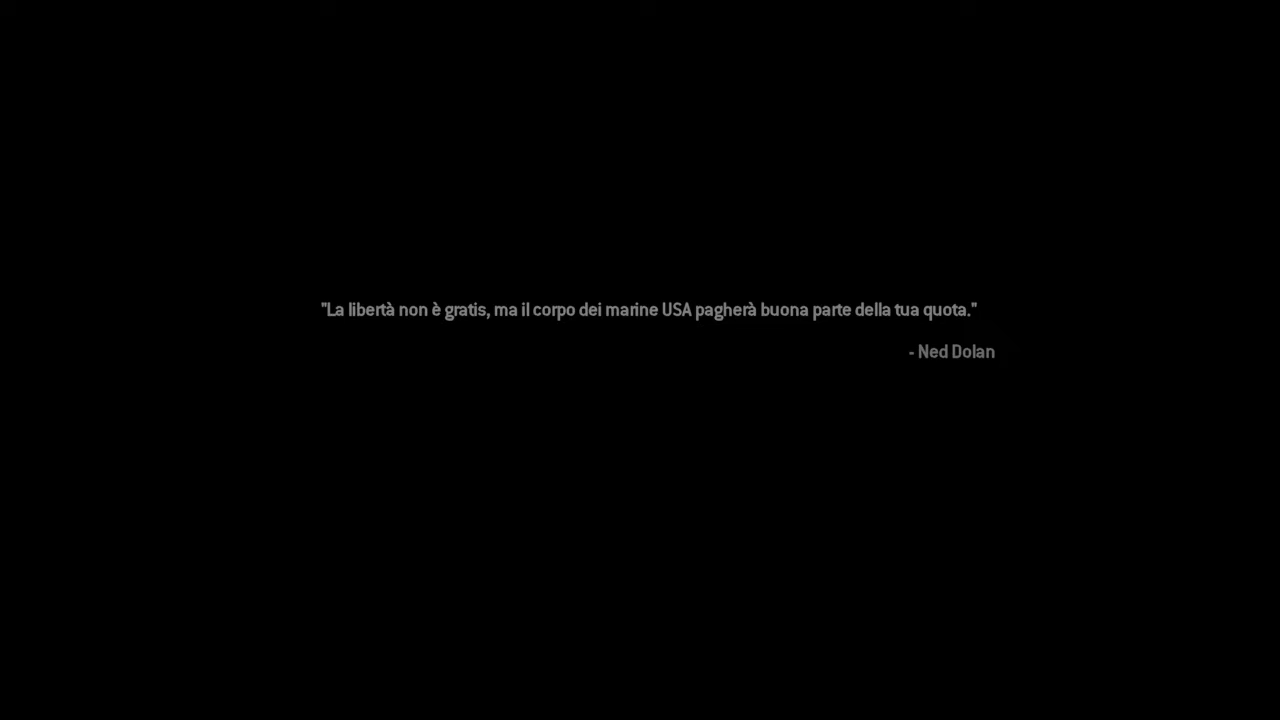 "La libertà non è gratis, ma il corpo dei marine USA pagherà buona parte della tua quota."
- Ned Dolan